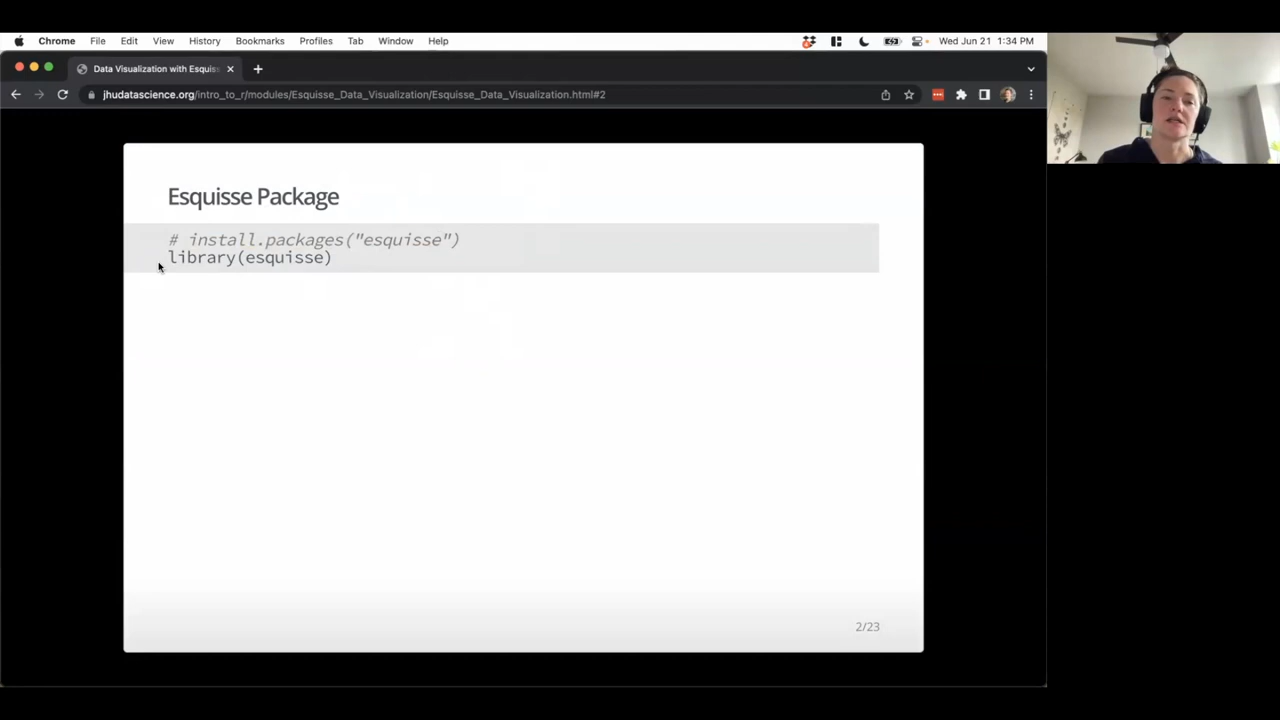 Chrome File Edit View History Bookmarks Profiles Tab Window Help Wed Jun 21 1:34 PM
Data Visualization with Esquis
jhudatascience.org/intro_to_r/modules/Esquisse_Data_Visualization/Esquisse_Data_Visualization.html#2
Esquisse Package
# install.packages("esquisse")
library(esquisse)
2/23